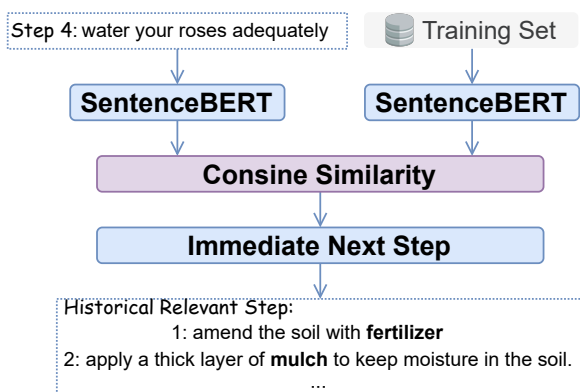 Step 4: water your roses adequately
Training Set
SentenceBERT
SentenceBERT
Consine Similarity
Immediate Next Step
Historical Relevant Step:
1: amend the soil with fertilizer
2: apply a thick layer of mulch to keep moisture in the soil.
...